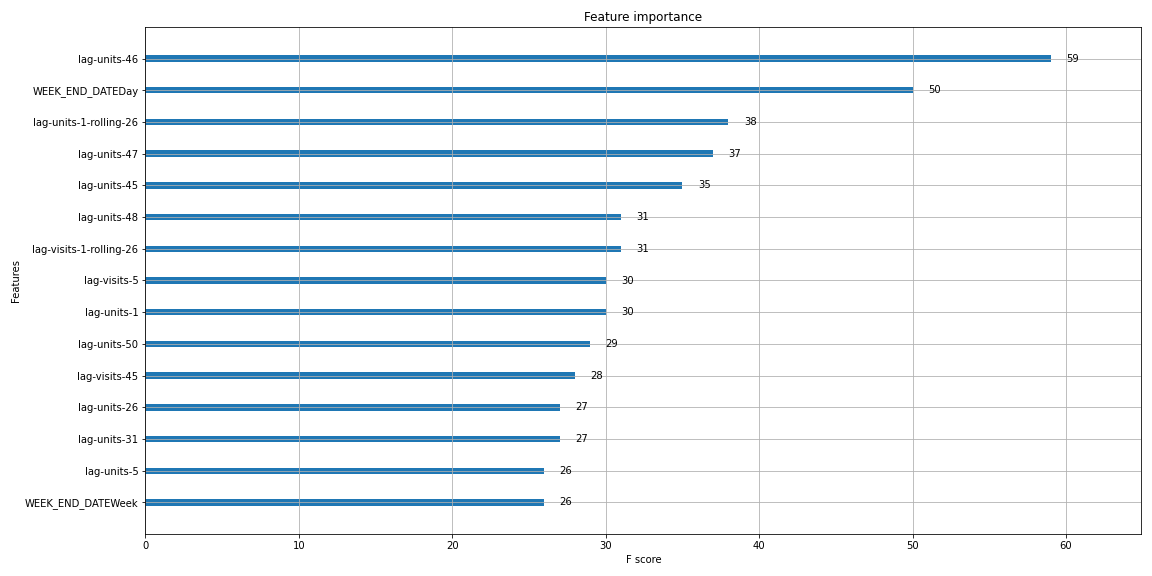 Feature importance
Features
lag-units-46 59
WEEK_END_DATEDay 50
lag-units-1-rolling-26 38
lag-units-47 37
lag-units-45 35
lag-units-48 31
lag-visits-1-rolling-26 31
lag-visits-5 30
lag-units-1 30
lag-units-50 29
lag-visits-45 28
lag-units-26 27
lag-units-31 27
lag-units-5 26
WEEK_END_DATEWeek 26
0 10 20 30 40 50 60
F score